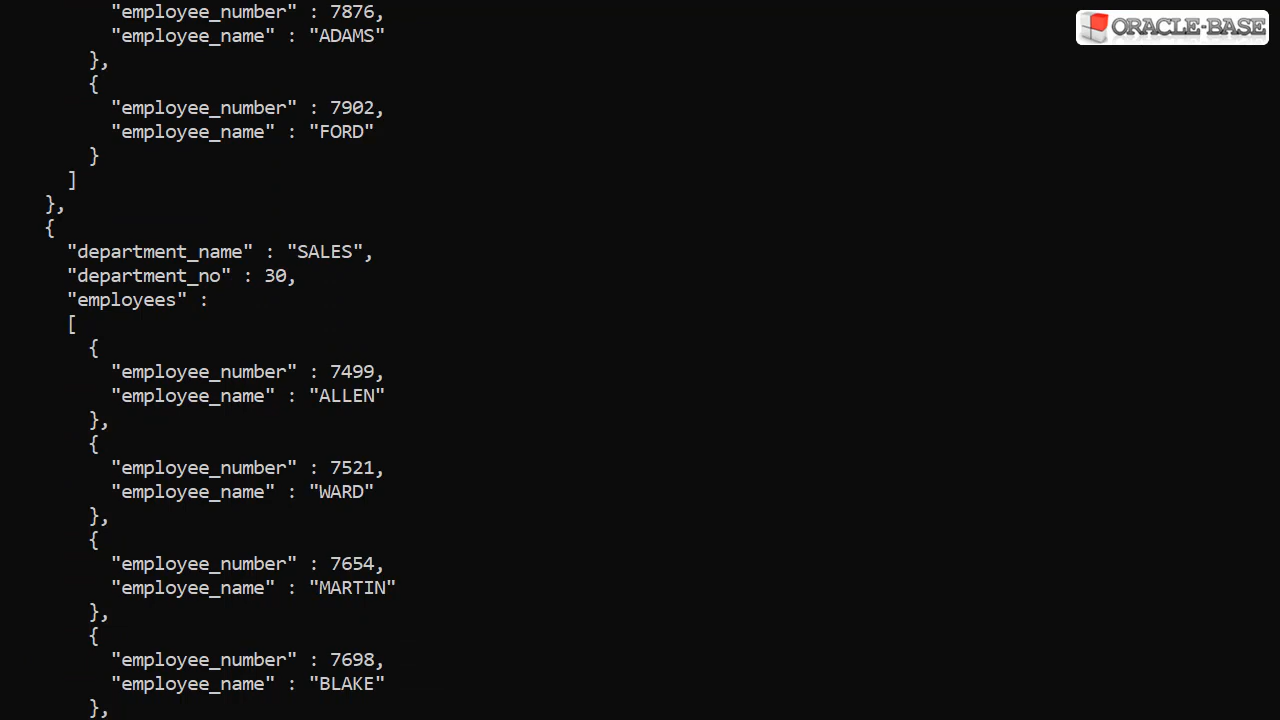 "employee_number" : 7876,
ORACLE-BASE
"employee_name" : "ADAMS"
},
{
"employee_number" : 7902,
"employee_name" : "FORD"
}
]
},
{
"department_name" : "SALES",
"department_no" : 30,
"employees" :
[
{
"employee_number" : 7499,
"employee_name" : "ALLEN"
},
{
"employee_number" : 7521,
"employee_name" : "WARD"
},
{
"employee_number" : 7654,
"employee_name" : "MARTIN"
},
{
"employee_number" : 7698,
"employee_name" : "BLAKE"
},